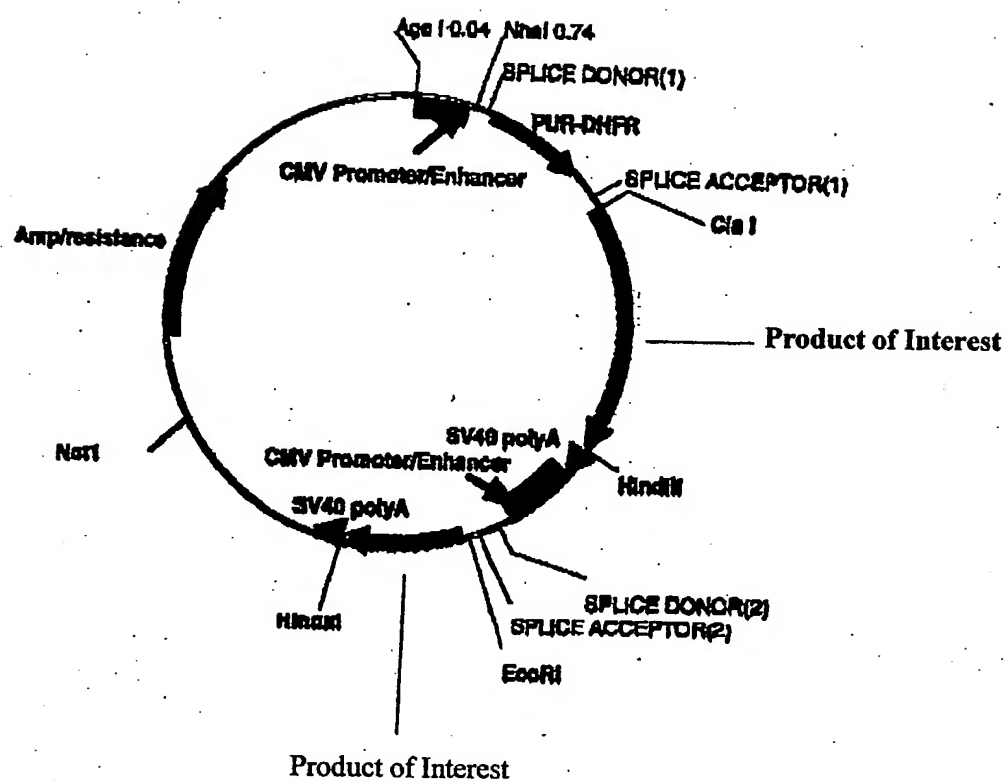 Age I 0.04
NheI 0.74
SPLICE DONOR(1)
PUR-DHFR
CMV Promoter/Enhancer
SPLICE ACCEPTOR(1)
Cla I
Amp/resistance
Product of Interest
SV40 polyA
NotI
CMV Promoter/Enhancer
HindIII
SV40 polyA
HindIII
SPLICE DONOR(2)
SPLICE ACCEPTOR(2)
EcoRI
Product of Interest